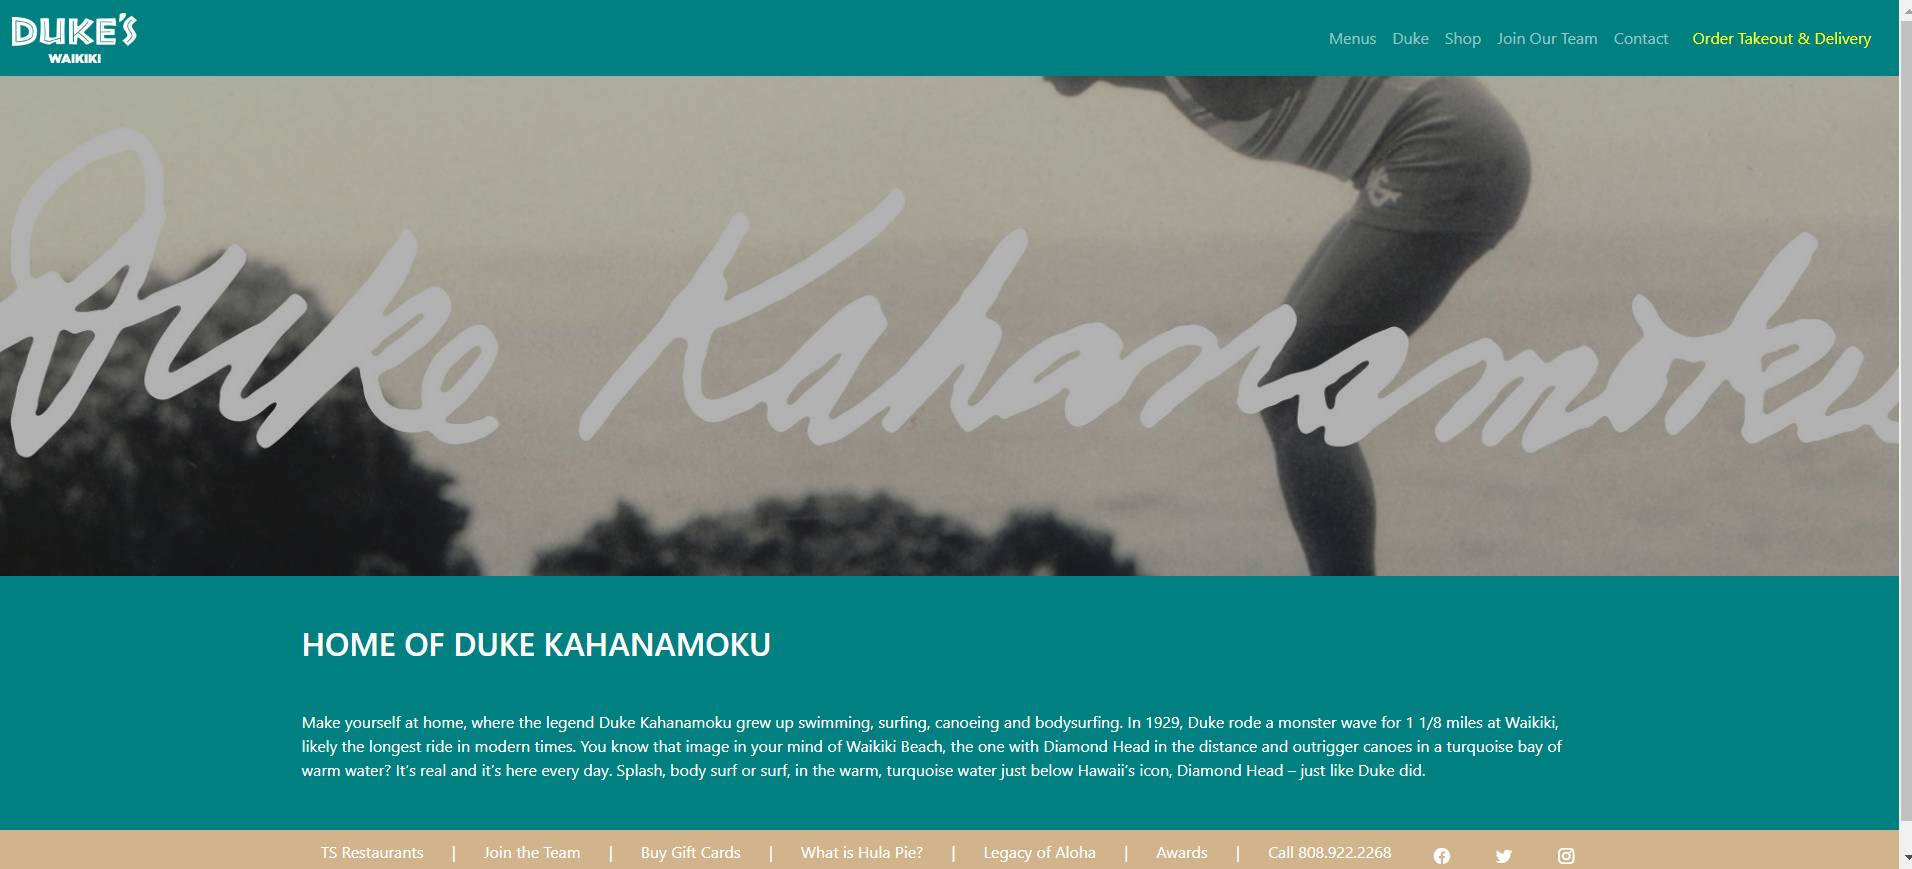 DUKE'S
WAIKIKI
Menus Duke Shop Join Our Team Contact Order Takeout & Delivery
Duke Kahanamoku
HOME OF DUKE KAHANAMOKU
Make yourself at home, where the legend Duke Kahanamoku grew up swimming, surfing, canoeing and bodysurfing. In 1929, Duke rode a monster wave for 1 1/8 miles at Waikiki,
likely the longest ride in modern times. You know that image in your mind of Waikiki Beach, the one with Diamond Head in the distance and outrigger canoes in a turquoise bay of
warm water? It’s real and it’s here every day. Splash, body surf or surf, in the warm, turquoise water just below Hawaii’s icon, Diamond Head – just like Duke did.
TS Restaurants | Join the Team | Buy Gift Cards | What is Hula Pie? | Legacy of Aloha | Awards | Call 808.922.2268